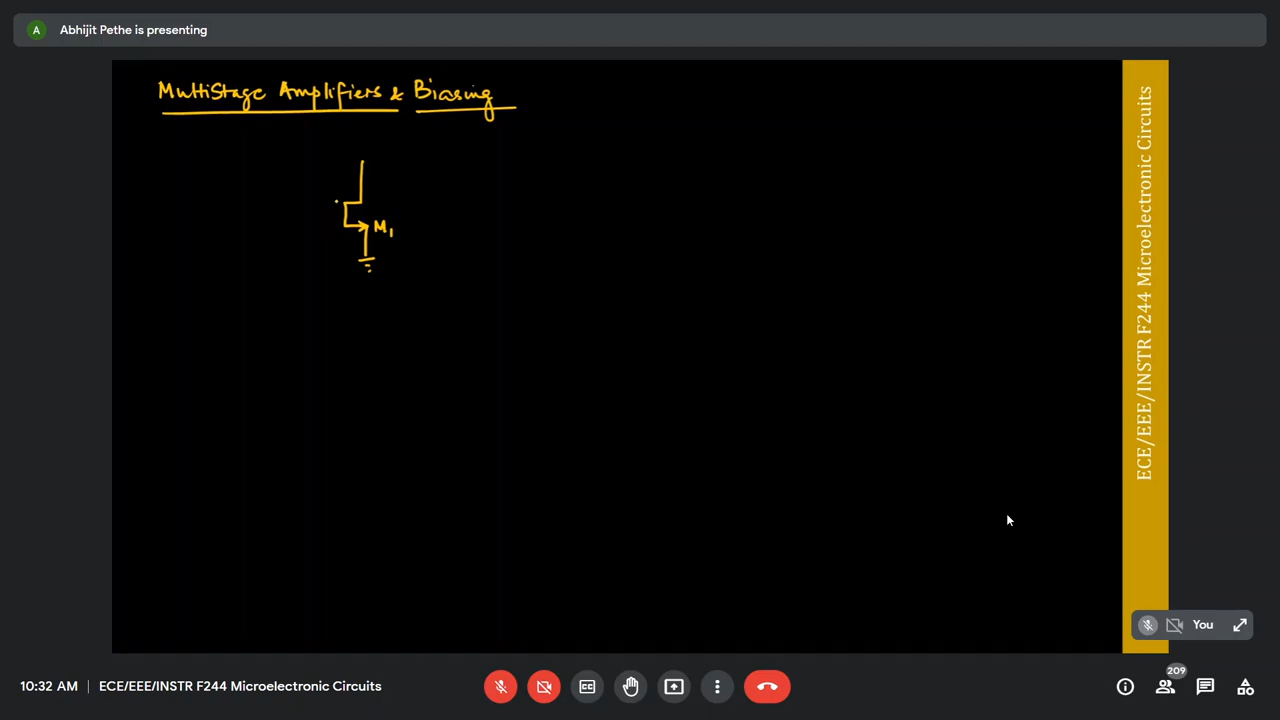 A Abhijit Pethe is presenting
MultiStage Amplifiers & Biasing
M1
ECE/EEE/INSTR F244 Microelectronic Circuits
You
209
10:32 AM | ECE/EEE/INSTR F244 Microelectronic Circuits
CC